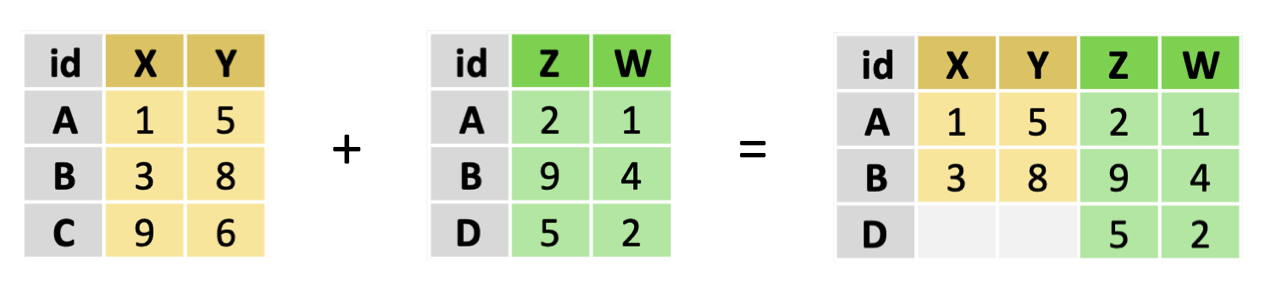 id X Y id Z W id X Y Z W
A 1 5 A 2 1 A 1 5 2 1
B 3 8 + B 9 4 = B 3 8 9 4
C 9 6 D 5 2 D 5 2